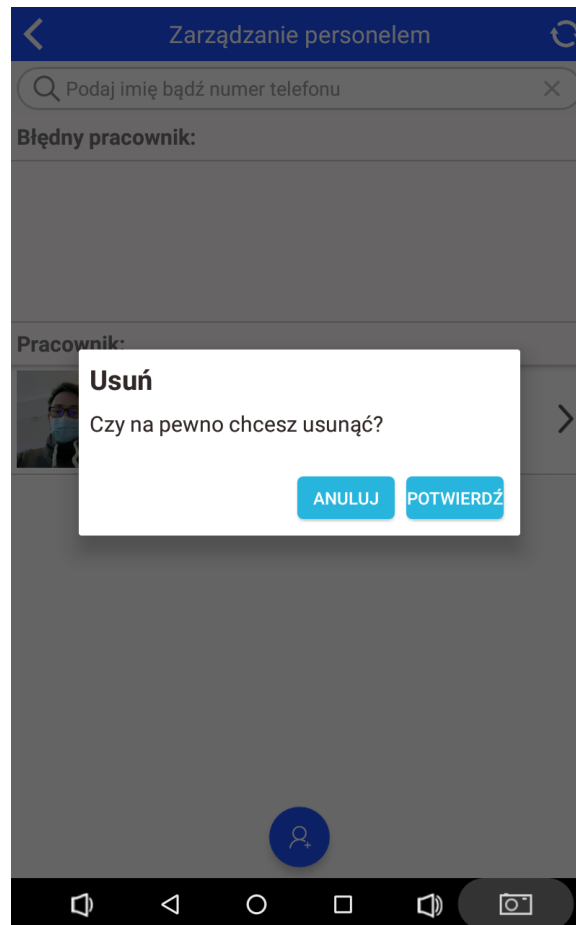 Zarządzanie personelem
Podaj imię bądź numer telefonu
Błędny pracownik:
Pracownik:
Usuń
Czy na pewno chcesz usunąć?
ANULUJ POTWIERDŹ